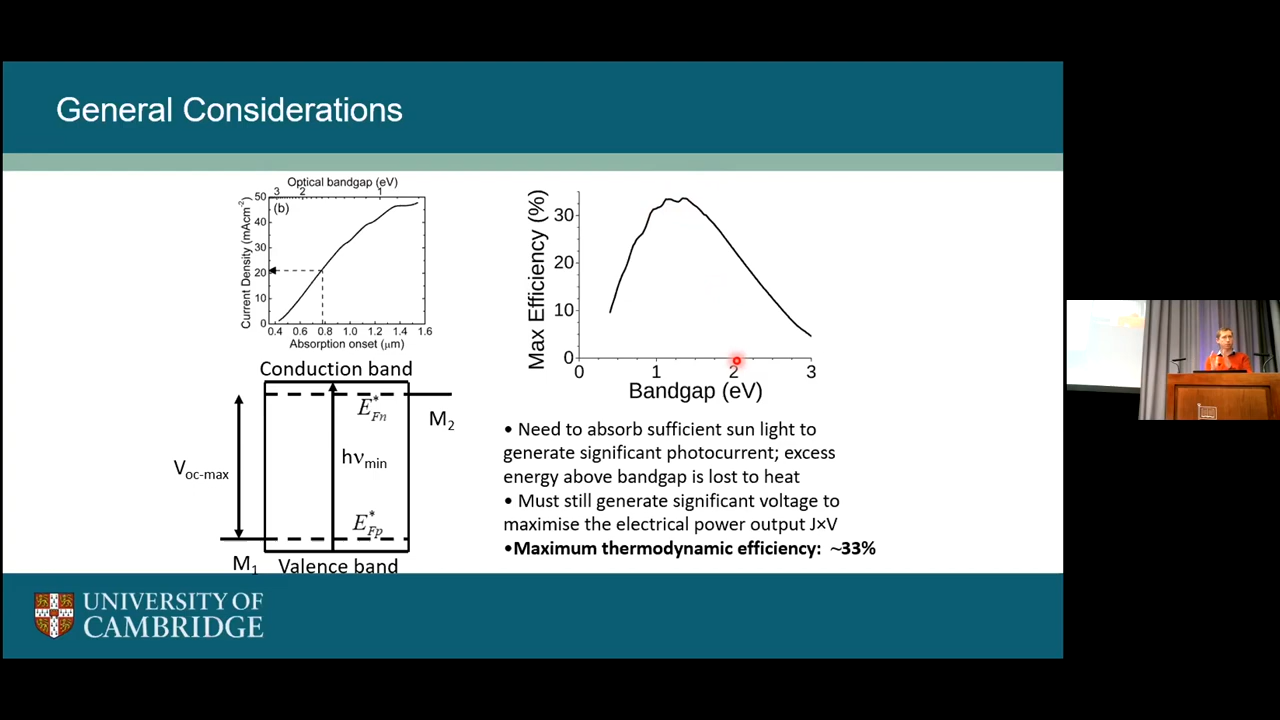 General Considerations
Optical bandgap (eV)
3 2 1
(b)
Current Density (mAcm⁻²)
50
40
30
20
10
0
0.4 0.6 0.8 1.0 1.2 1.4 1.6
Absorption onset (μm)
Max Efficiency (%)
30
20
10
0
0 1 2 3
Bandgap (eV)
Conduction band
E*Fn
M2
hνmin
Voc-max
E*Fp
M1
Valence band
• Need to absorb sufficient sun light to
generate significant photocurrent; excess
energy above bandgap is lost to heat
• Must still generate significant voltage to
maximise the electrical power output J×V
•Maximum thermodynamic efficiency: ~33%
UNIVERSITY OF
CAMBRIDGE